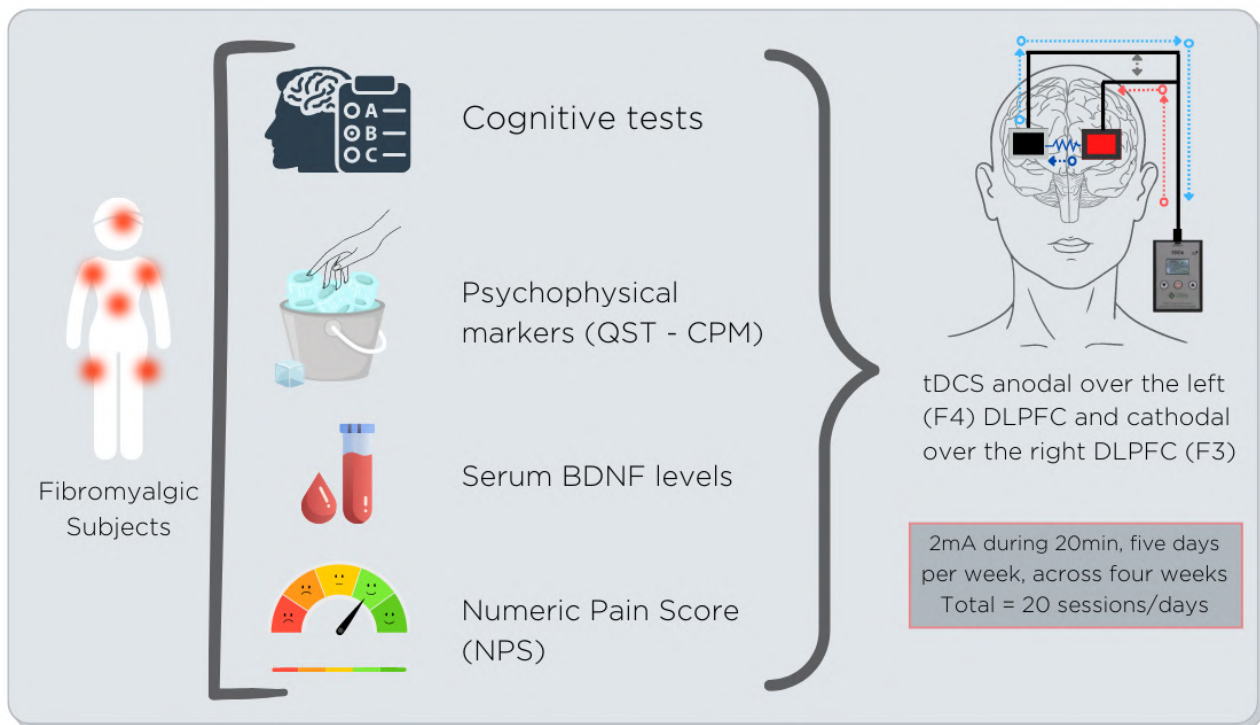 A
B
C
Cognitive tests
Psychophysical
markers (QST - CPM)
Fibromyalgic
Subjects
Serum BDNF levels
Numeric Pain Score
(NPS)
tDCS anodal over the left
(F4) DLPFC and cathodal
over the right DLPFC (F3)
2mA during 20min, five days
per week, across four weeks
Total = 20 sessions/days